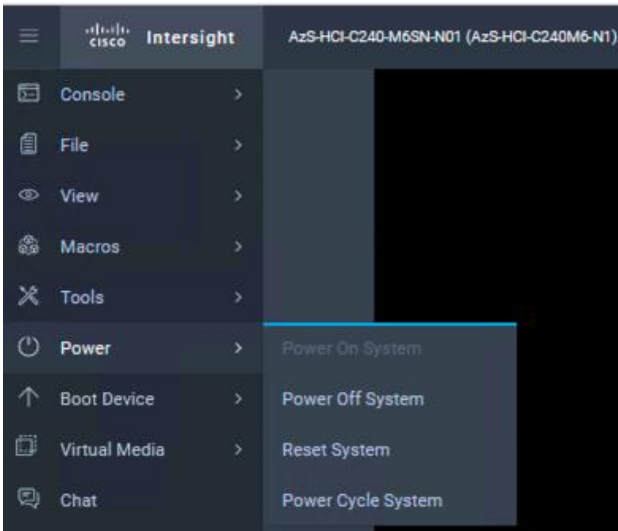 cisco Intersight AzS-HCI-C240-M6SN-N01 (AzS-HCI-C240M6-N1)
Console
File
View
Macros
Tools
Power
Power On System
Boot Device
Power Off System
Virtual Media
Reset System
Chat
Power Cycle System